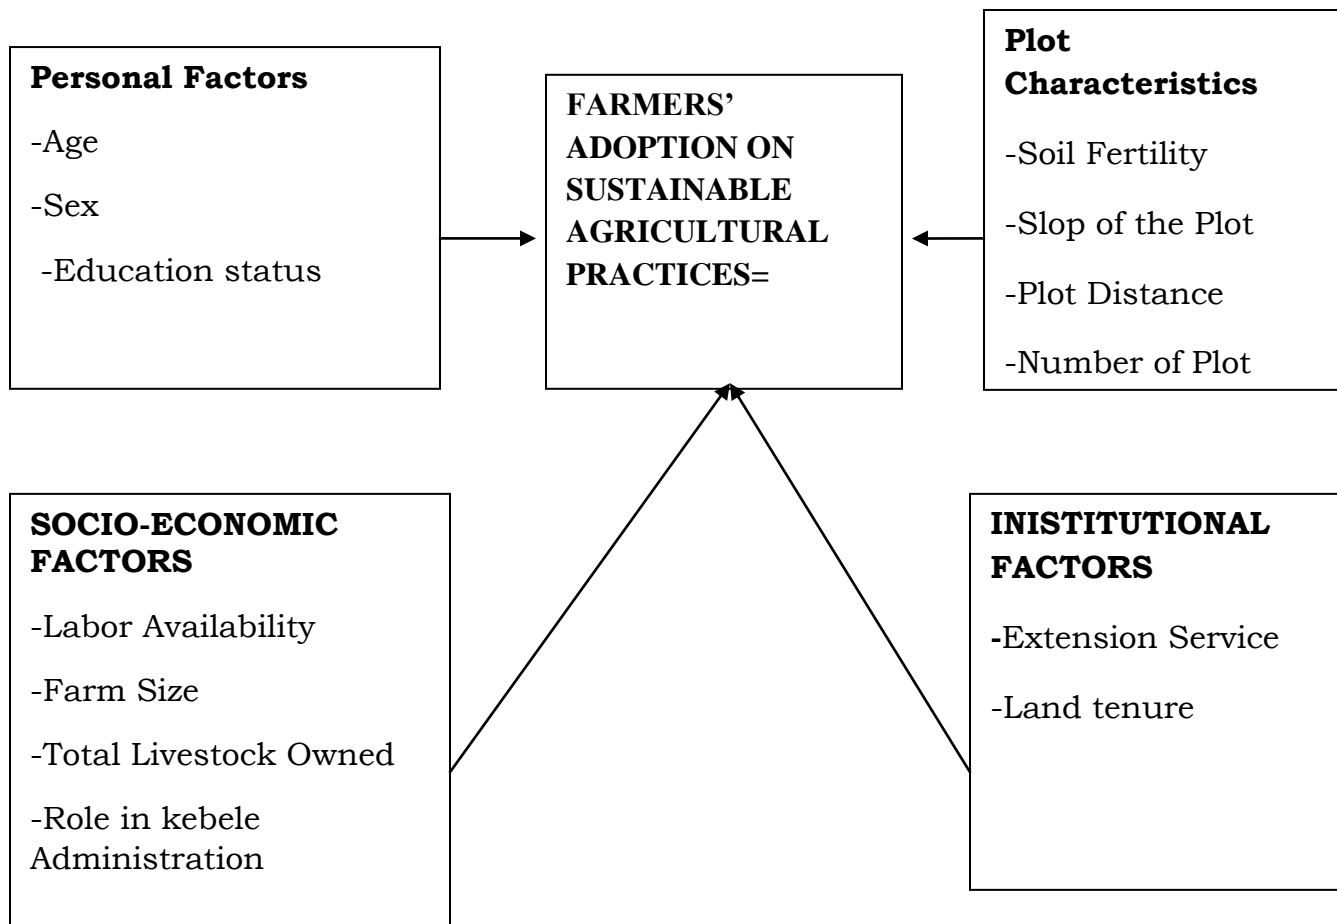 Personal Factors
-Age
-Sex
-Education status
FARMERS’
ADOPTION ON
SUSTAINABLE
AGRICULTURAL
PRACTICES=
Plot
Characteristics
-Soil Fertility
-Slop of the Plot
-Plot Distance
-Number of Plot
SOCIO-ECONOMIC
FACTORS
-Labor Availability
-Farm Size
-Total Livestock Owned
-Role in kebele
Administration
INISTITUTIONAL
FACTORS
-Extension Service
-Land tenure